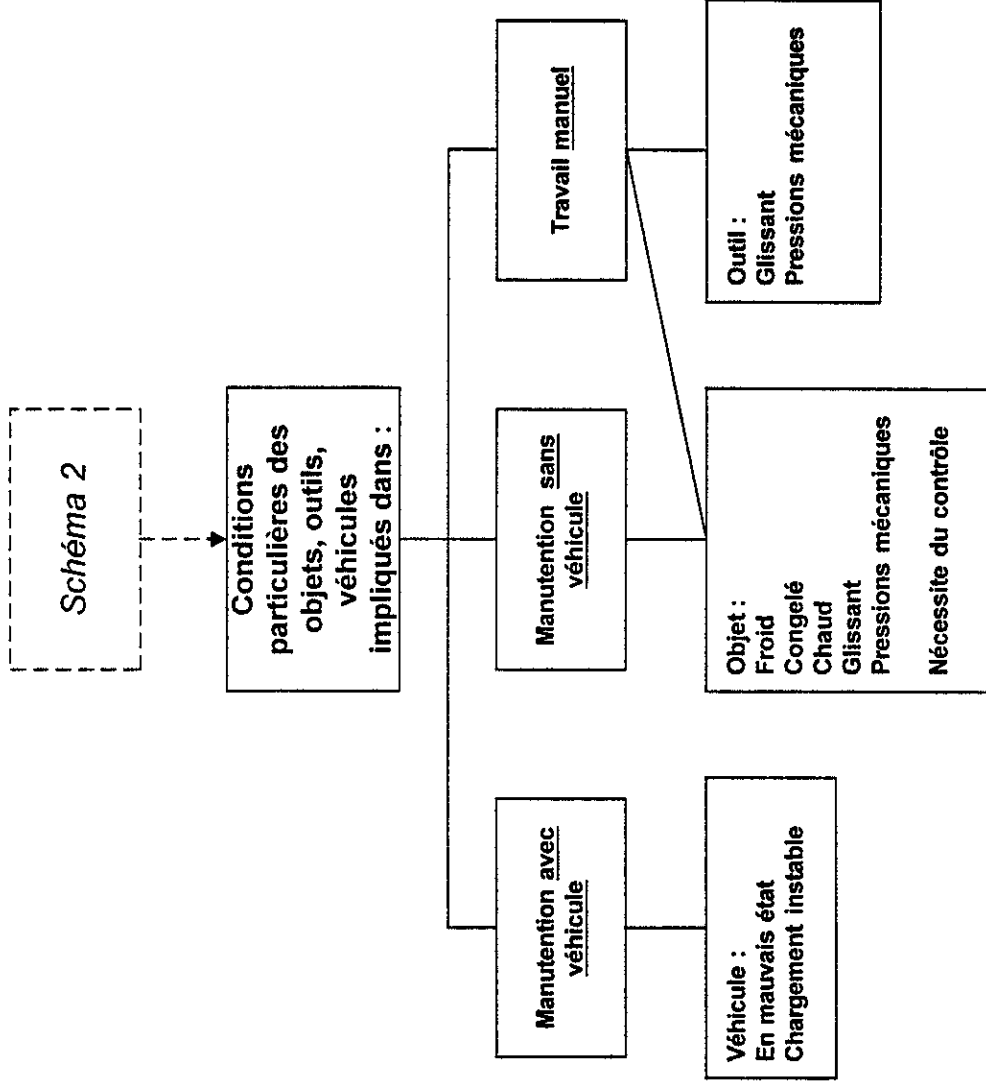 Schéma 2
Conditions
particulières des
objets, outils,
véhicules
impliqués dans :
Manutention avec
véhicule
Manutention sans
véhicule
Travail manuel
Véhicule :
En mauvais état
Chargement instable
Objet :
Froid
Congelé
Chaud
Glissant
Pressions mécaniques
Nécessite du contrôle
Outil :
Glissant
Pressions mécaniques